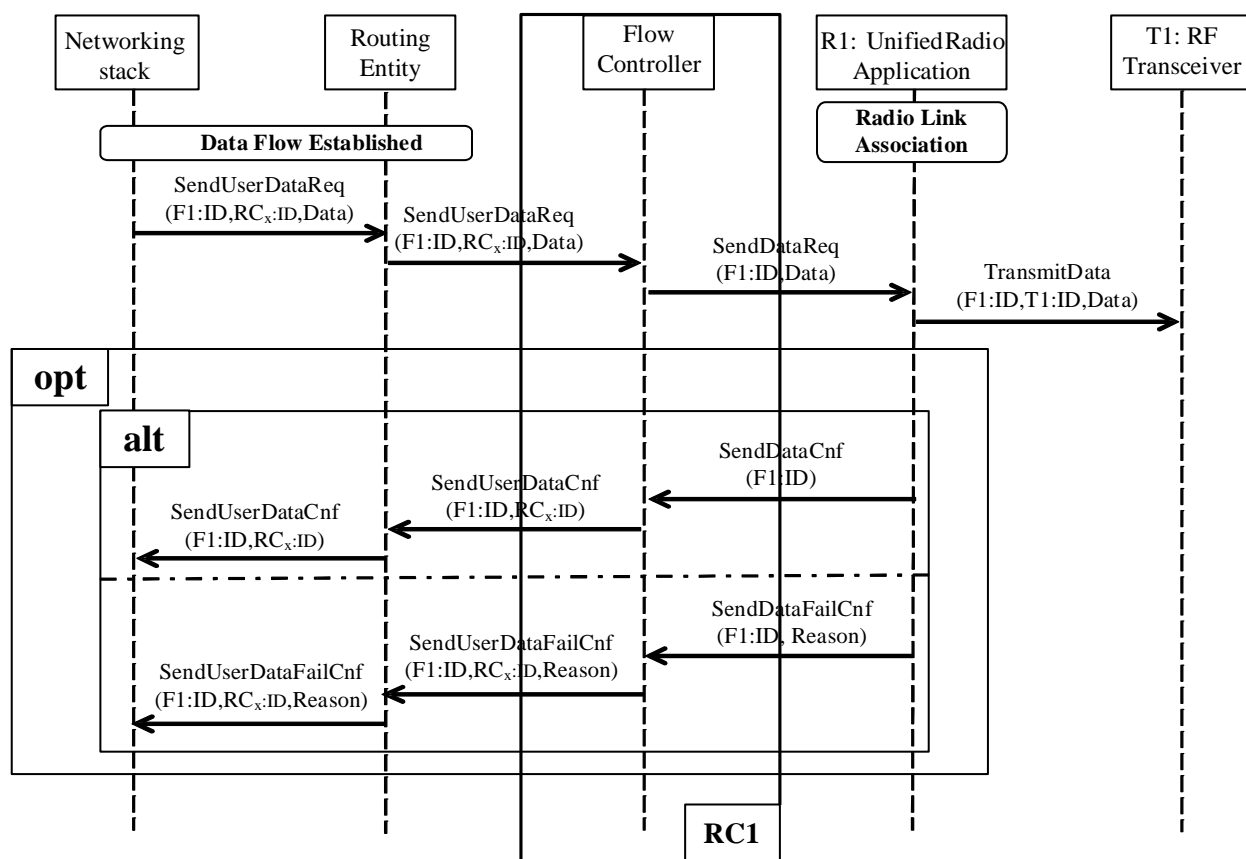 Networking
stack
Routing
Entity
Flow
Controller
R1: UnifiedRadio
Application
T1: RF
Transceiver
Data Flow Established
Radio Link
Association
SendUserDataReq
(F1:ID,RCₓ:ID,Data)
SendUserDataReq
(F1:ID,RCₓ:ID,Data)
SendDataReq
(F1:ID,Data)
TransmitData
(F1:ID,T1:ID,Data)
opt
alt
SendDataCnf
(F1:ID)
SendUserDataCnf
(F1:ID,RCₓ:ID)
SendUserDataCnf
(F1:ID,RCₓ:ID)
SendDataFailCnf
(F1:ID, Reason)
SendUserDataFailCnf
(F1:ID,RCₓ:ID,Reason)
SendUserDataFailCnf
(F1:ID,RCₓ:ID,Reason)
RC1